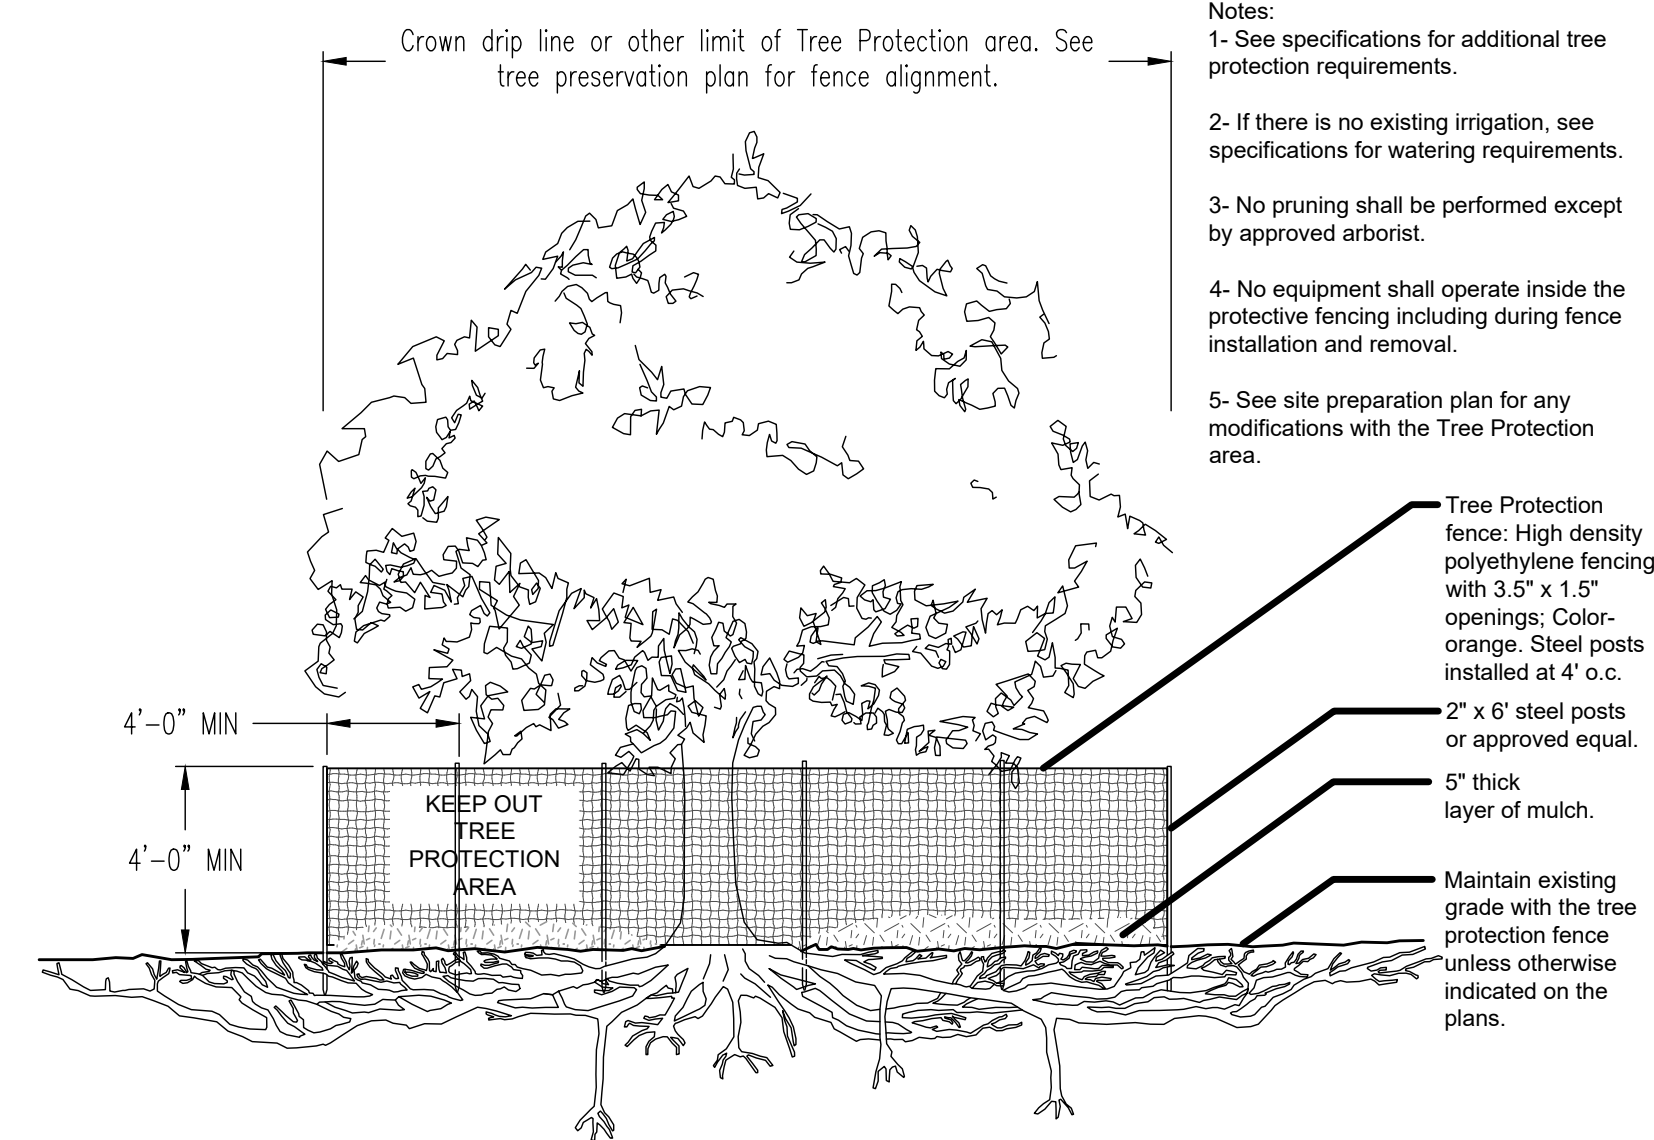 Crown drip line or other limit of Tree Protection area. See
tree preservation plan for fence alignment.
Notes:
1- See specifications for additional tree
protection requirements.
2- If there is no existing irrigation, see
specifications for watering requirements.
3- No pruning shall be performed except
by approved arborist.
4- No equipment shall operate inside the
protective fencing including during fence
installation and removal.
5- See site preparation plan for any
modifications with the Tree Protection
area.
Tree Protection
fence: High density
polyethylene fencing
with 3.5" x 1.5"
openings; Color-
orange. Steel posts
installed at 4' o.c.
2" x 6' steel posts
or approved equal.
5" thick
layer of mulch.
Maintain existing
grade with the tree
protection fence
unless otherwise
indicated on the
plans.
4'-0" MIN
4'-0" MIN
KEEP OUT
TREE
PROTECTION
AREA